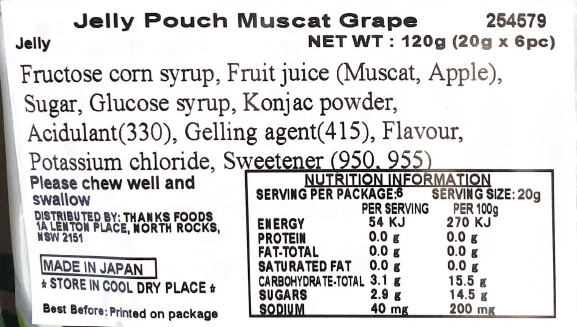 Jelly Pouch Muscat Grape 254579
Jelly NET WT : 120g (20g x 6pc)
Fructose corn syrup, Fruit juice (Muscat, Apple),
Sugar, Glucose syrup, Konjac powder,
Acidulant(330), Gelling agent(415), Flavour,
Potassium chloride, Sweetener (950, 955)
Please chew well and
swallow
DISTRIBUTED BY: THANKS FOODS
1A LENTON PLACE, NORTH ROCKS,
NSW 2151
MADE IN JAPAN
* STORE IN COOL DRY PLACE *
Best Before: Printed on package
NUTRITION INFORMATION
SERVING PER PACKAGE:6 SERVING SIZE: 20g
PER SERVING PER 100g
ENERGY 54 KJ 270 KJ
PROTEIN 0.0 g 0.0 g
FAT-TOTAL 0.0 g 0.0 g
SATURATED FAT 0.0 g 0.0 g
CARBOHYDRATE-TOTAL 3.1 g 15.5 g
SUGARS 2.9 g 14.5 g
SODIUM 40 mg 200 mg